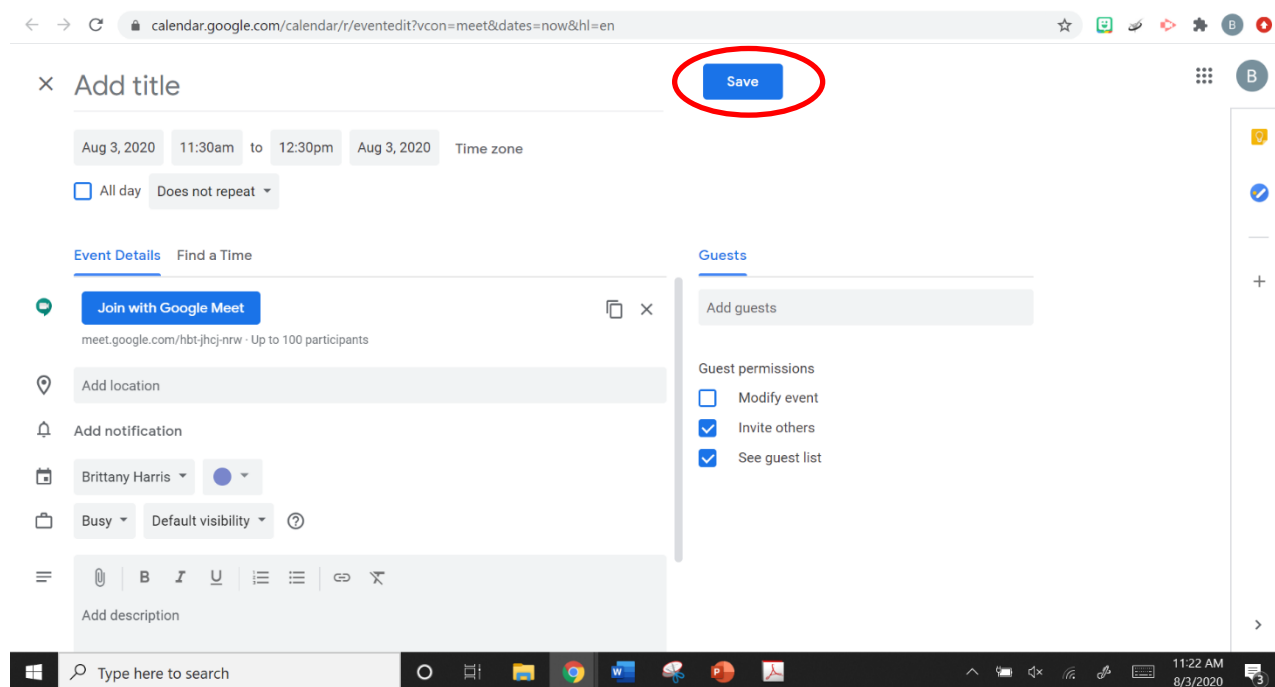 calendar.google.com/calendar/r/eventedit?vcon=meet&dates=now&hl=en
B
Add title
Save
B
Aug 3, 2020 11:30am to 12:30pm Aug 3, 2020 Time zone
All day Does not repeat
Event Details Find a Time
Guests
Join with Google Meet
meet.google.com/hbt-jhcj-nrw · Up to 100 participants
Add guests
Add location
Guest permissions
Modify event
Add notification
Invite others
See guest list
Brittany Harris
Busy Default visibility ?
B I U
Add description
Type here to search
W
P
11:22 AM
8/3/2020
3